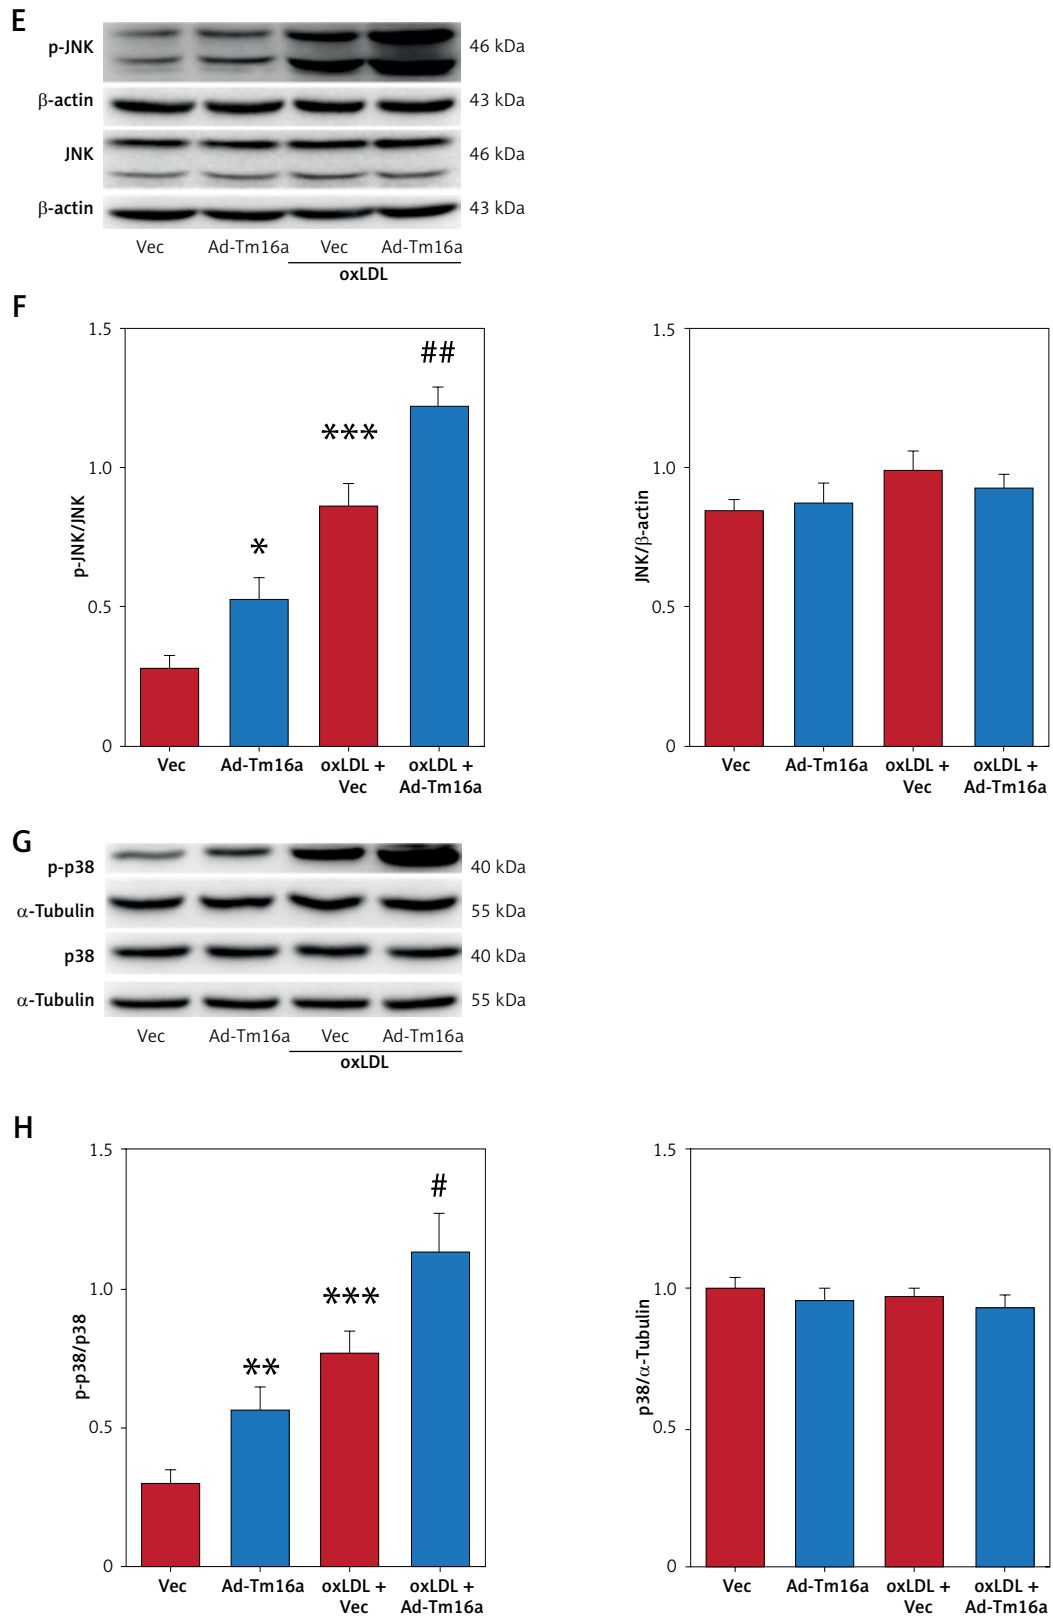 E
p-JNK
46 kDa
β-actin
43 kDa
JNK
46 kDa
β-actin
43 kDa
Vec Ad-Tm16a Vec Ad-Tm16a
oxLDL
F
p-JNK/JNK
1.5
1.0
0.5
0
*
***
##
Vec Ad-Tm16a oxLDL + oxLDL +
Vec Ad-Tm16a
JNK/β-actin
1.5
1.0
0.5
0
Vec Ad-Tm16a oxLDL + oxLDL +
Vec Ad-Tm16a
G
p-p38
40 kDa
α-Tubulin
55 kDa
p38
40 kDa
α-Tubulin
55 kDa
Vec Ad-Tm16a Vec Ad-Tm16a
oxLDL
H
p-p38/p38
1.5
1.0
0.5
0
**
***
#
Vec Ad-Tm16a oxLDL + oxLDL +
Vec Ad-Tm16a
p38/α-Tubulin
1.5
1.0
0.5
0
Vec Ad-Tm16a oxLDL + oxLDL +
Vec Ad-Tm16a